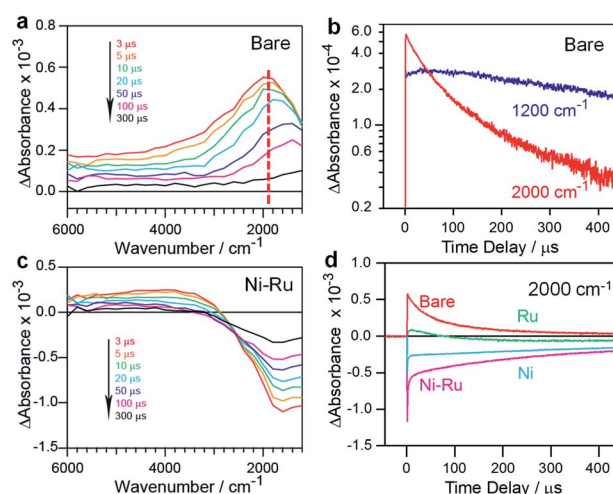 a
Bare
3 µs
5 µs
10 µs
20 µs
50 µs
100 µs
300 µs
ΔAbsorbance x 10⁻³
0.8
0.6
0.4
0.2
0.0
6000 4000 2000
Wavenumber / cm⁻¹
b
Bare
ΔAbsorbance x 10⁻⁴
6.0
4.0
2.0
1.0
0.8
0.6
0.4
0.2
1200 cm⁻¹
2000 cm⁻¹
0 100 200 300 400
Time Delay / µs
c
Ni-Ru
ΔAbsorbance x 10⁻³
0.5
0.0
-0.5
-1.0
-1.5
3 µs
5 µs
10 µs
20 µs
50 µs
100 µs
300 µs
6000 4000 2000
Wavenumber / cm⁻¹
d
2000 cm⁻¹
ΔAbsorbance x 10⁻³
1.0
0.5
0.0
-0.5
-1.0
-1.5
Bare
Ru
Ni
Ni-Ru
0 100 200 300 400
Time Delay / µs